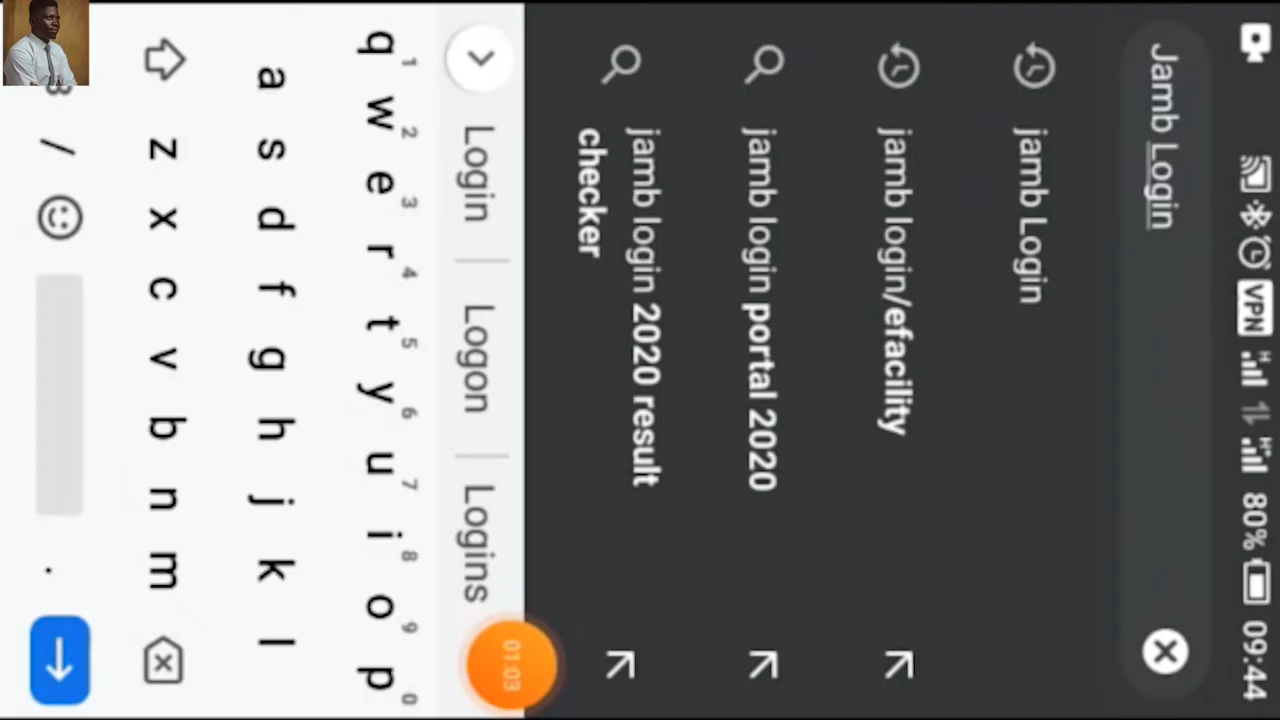 VPN H H+ 80% 09:44
Jamb Login
jamb Login
jamb login/efacility
jamb login portal 2020
jamb login 2020 result
checker
Login Logon Logins
01:03
1 2 3 4 5 6 7 8 9 0
q w e r t y u i o p
a s d f g h j k l
z x c v b n m
/ .